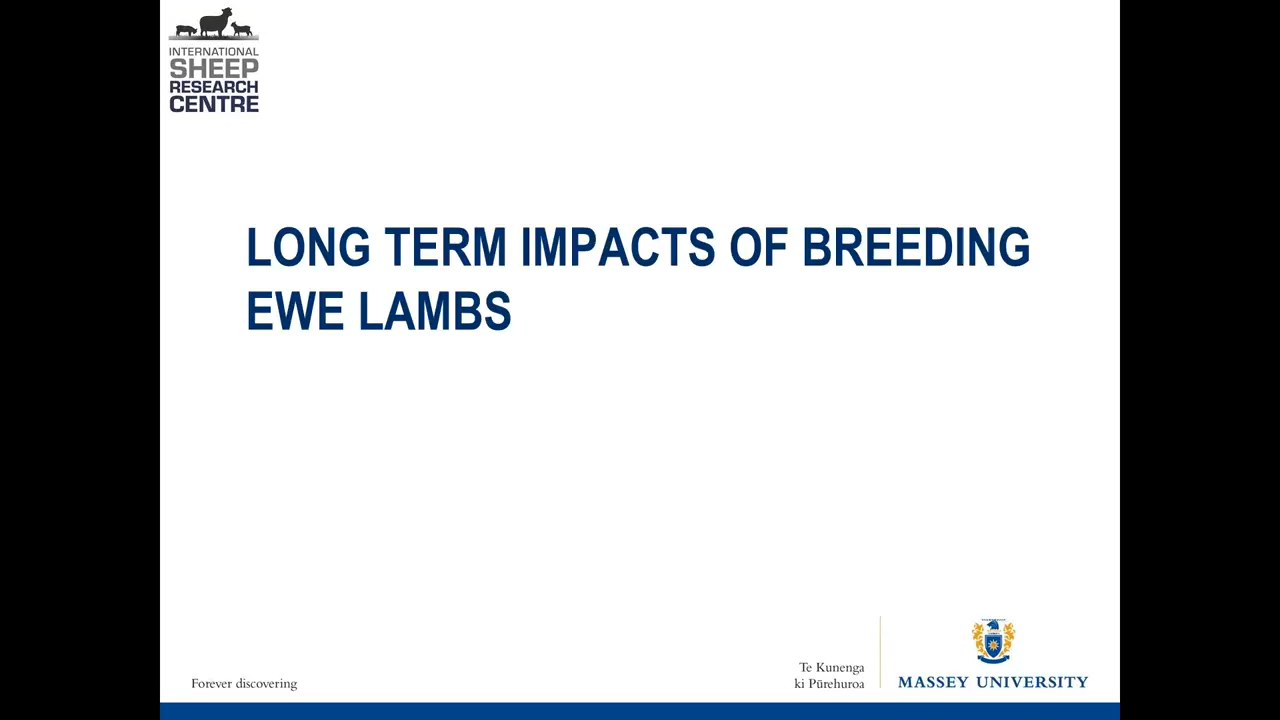 INTERNATIONAL
SHEEP
RESEARCH
CENTRE
LONG TERM IMPACTS OF BREEDING
EWE LAMBS
Forever discovering
Te Kunenga
ki Pūrehuroa
MASSEY UNIVERSITY